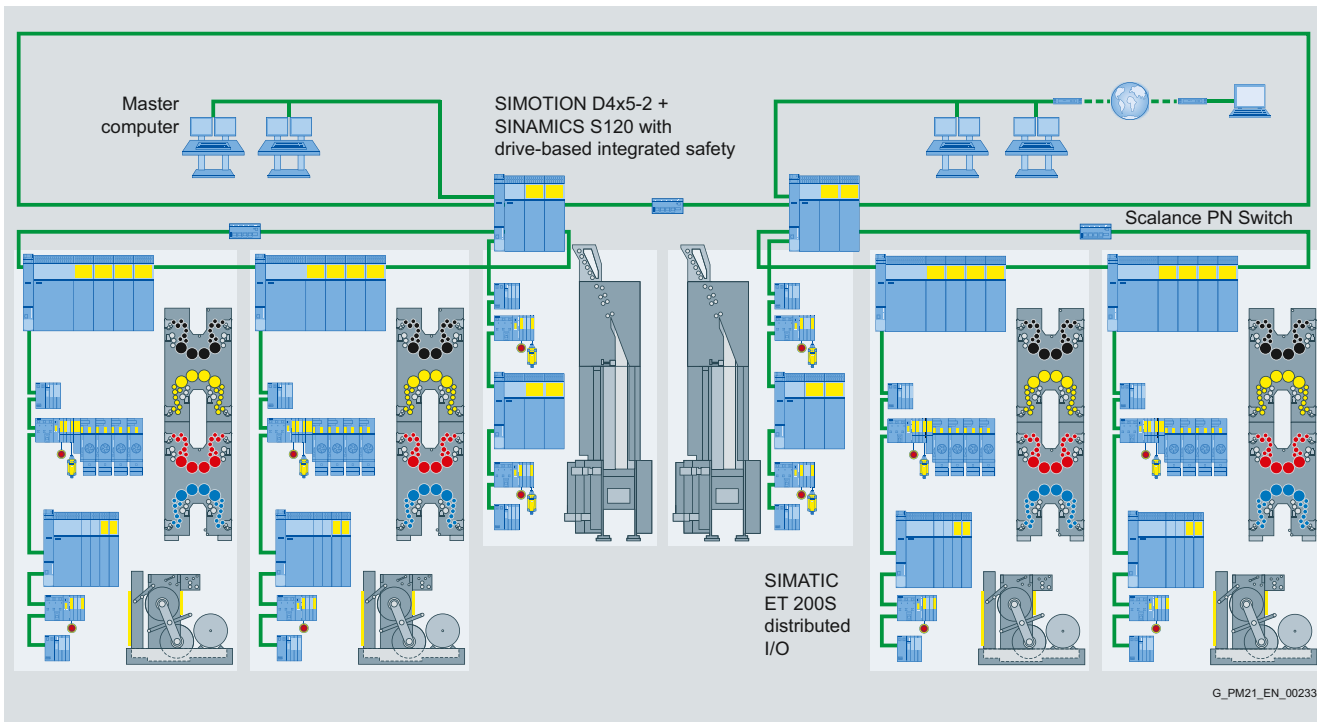 Master
computer
SIMOTION D4x5-2 +
SINAMICS S120 with
drive-based integrated safety
Scalance PN Switch
SIMATIC
ET 200S
distributed
I/O
G_PM21_EN_00233